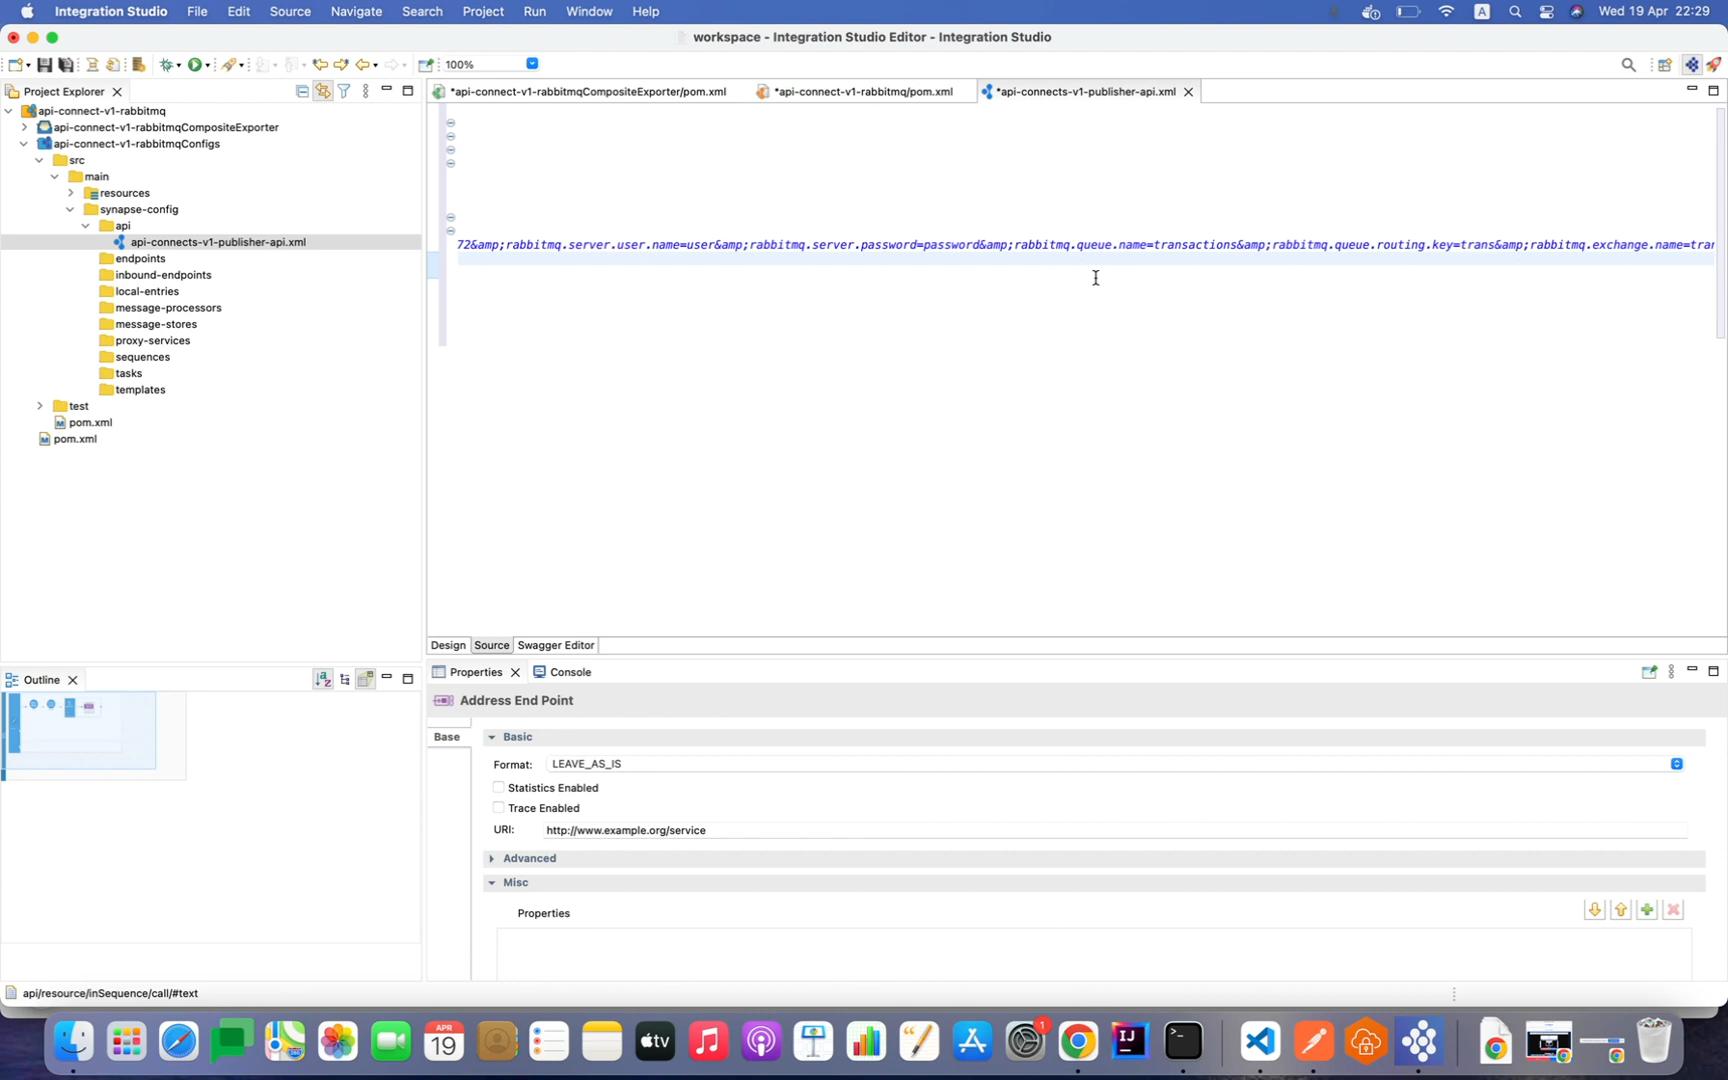 Integration Studio File Edit Source Navigate Search Project Run Window Help
A
Wed 19 Apr 22:29
workspace - Integration Studio Editor - Integration Studio
100%
Project Explorer
*api-connect-v1-rabbitmqCompositeExporter/pom.xml
*api-connect-v1-rabbitmq/pom.xml
*api-connects-v1-publisher-api.xml
api-connect-v1-rabbitmq
api-connect-v1-rabbitmqCompositeExporter
api-connect-v1-rabbitmqConfigs
src
main
resources
synapse-config
api
api-connects-v1-publisher-api.xml
endpoints
inbound-endpoints
local-entries
message-processors
message-stores
proxy-services
sequences
tasks
templates
test
pom.xml
pom.xml
72&amp;rabbitmq.server.user.name=user&amp;rabbitmq.server.password=password&amp;rabbitmq.queue.name=transactions&amp;rabbitmq.queue.routing.key=trans&amp;rabbitmq.exchange.name=tran
Design Source Swagger Editor
Outline
Properties
Console
Address End Point
Base
Basic
Format: LEAVE_AS_IS
Statistics Enabled
Trace Enabled
URI: http://www.example.org/service
Advanced
Misc
Properties
api/resource/inSequence/call/#text
APR
19
tv
1
IJ